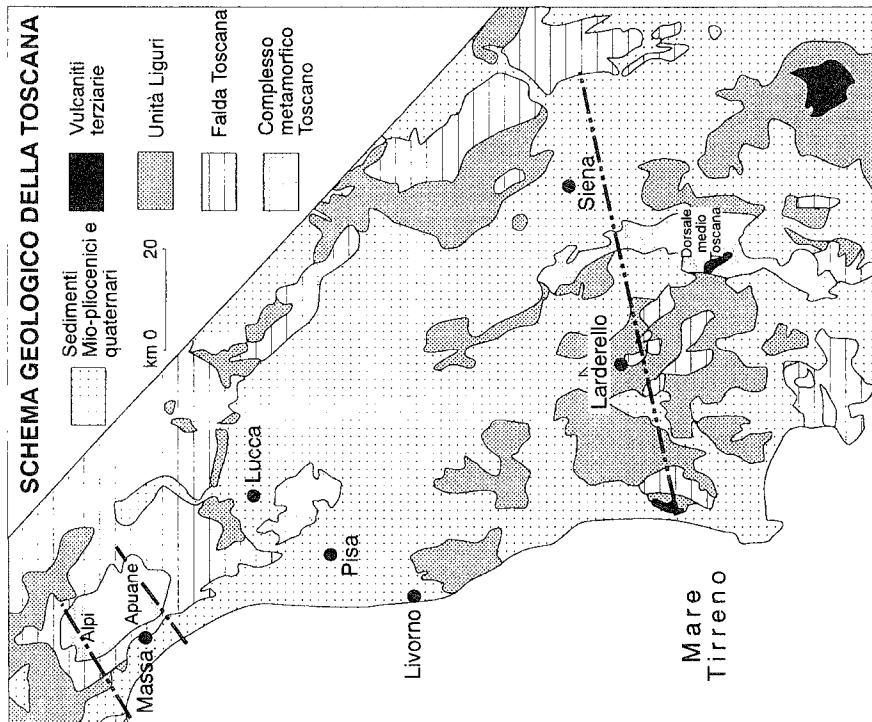 SCHEMA GEOLOGICO DELLA TOSCANA
Sedimenti
Mio-pliocenici e
quaternari
Vulcaniti
terziarie
Unità Liguri
Falda Toscana
Complesso
metamorfico
Toscano
km 0 20
Alpi
Apuane
Massa
Lucca
Pisa
Livorno
Siena
Dorsale
medio
Toscana
Larderello
Mare
Tirreno